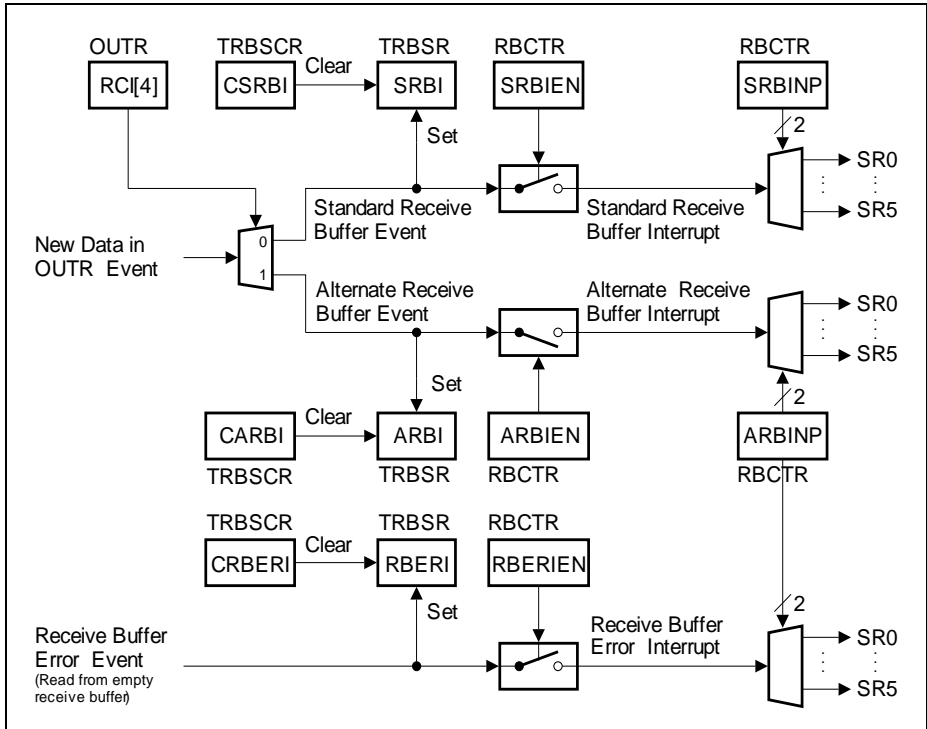 OUTR TRBSCR TRBSR RBCTR RBCTR
RCI[4] CSRBI Clear SRBI SRBIEN SRBINP
Set 2
SR0
Standard Receive Buffer Event
Standard Receive Buffer Interrupt
SR5
New Data in
OUTR Event
0
1
Alternate Receive
Buffer Event
Alternate Receive
Buffer Interrupt
SR0
SR5
Set 2
CARBI Clear ARBI ARBIEN ARBINP
TRBSCR TRBSR RBCTR RBCTR
TRBSCR TRBSR RBCTR
CRBERI Clear RBERI RBERIEN
Set 2
Receive Buffer
Error Event
(Read from empty
receive buffer)
Receive Buffer
Error Interrupt
SR0
SR5